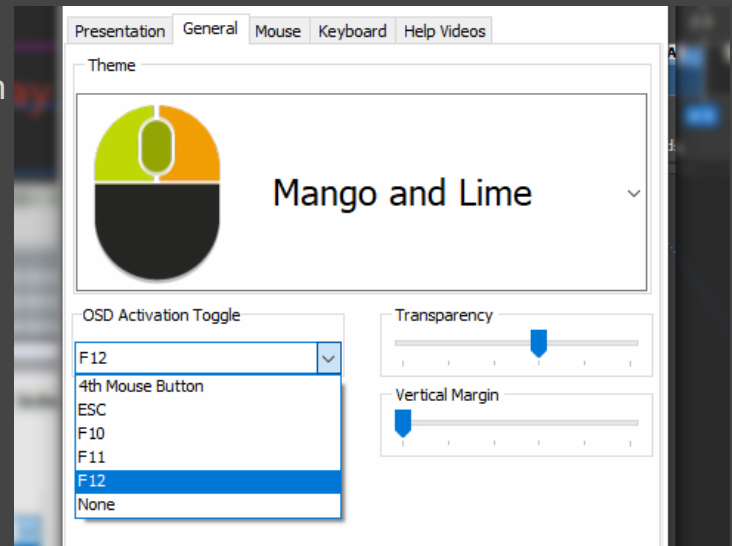 Presentation General Mouse Keyboard Help Videos
Theme
Mango and Lime
OSD Activation Toggle
F12
4th Mouse Button
ESC
F10
F11
F12
None
Transparency
Vertical Margin